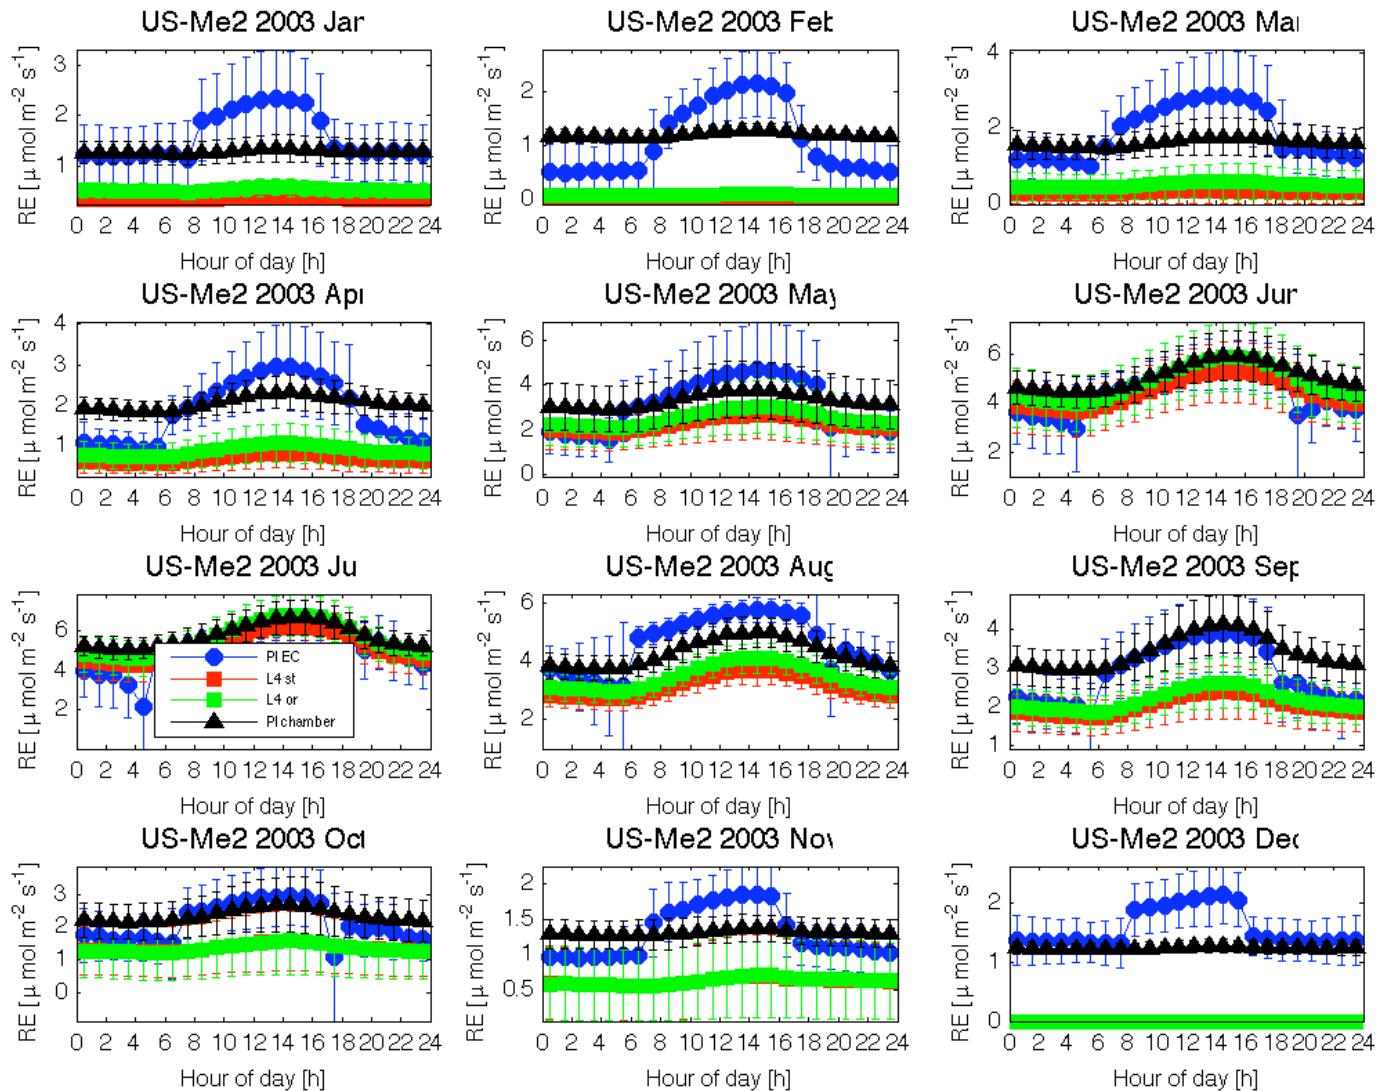 US-Me2 2003 Jan
US-Me2 2003 Feb
US-Me2 2003 Mar
RE [ μ mol m⁻² s⁻¹]
3
2
1
0 2 4 6 8 10 12 14 16 18 20 22 24
Hour of day [h]
RE [ μ mol m⁻² s⁻¹]
2
1
0
0 2 4 6 8 10 12 14 16 18 20 22 24
Hour of day [h]
RE [ μ mol m⁻² s⁻¹]
4
2
0
0 2 4 6 8 10 12 14 16 18 20 22 24
Hour of day [h]
US-Me2 2003 Apr
US-Me2 2003 May
US-Me2 2003 Jun
RE [ μ mol m⁻² s⁻¹]
4
3
2
1
0 2 4 6 8 10 12 14 16 18 20 22 24
Hour of day [h]
RE [ μ mol m⁻² s⁻¹]
6
4
2
0
0 2 4 6 8 10 12 14 16 18 20 22 24
Hour of day [h]
RE [ μ mol m⁻² s⁻¹]
6
4
2
0 2 4 6 8 10 12 14 16 18 20 22 24
Hour of day [h]
US-Me2 2003 Ju
US-Me2 2003 Aug
US-Me2 2003 Sep
RE [ μ mol m⁻² s⁻¹]
6
4
2
PI EC
L4 st
L4 or
PI chamber
0 2 4 6 8 10 12 14 16 18 20 22 24
Hour of day [h]
RE [ μ mol m⁻² s⁻¹]
6
4
2
0 2 4 6 8 10 12 14 16 18 20 22 24
Hour of day [h]
RE [ μ mol m⁻² s⁻¹]
4
3
2
1
0 2 4 6 8 10 12 14 16 18 20 22 24
Hour of day [h]
US-Me2 2003 Oct
US-Me2 2003 Nov
US-Me2 2003 Dec
RE [ μ mol m⁻² s⁻¹]
3
2
1
0
0 2 4 6 8 10 12 14 16 18 20 22 24
Hour of day [h]
RE [ μ mol m⁻² s⁻¹]
2
1.5
1
0.5
0 2 4 6 8 10 12 14 16 18 20 22 24
Hour of day [h]
RE [ μ mol m⁻² s⁻¹]
2
1
0
0 2 4 6 8 10 12 14 16 18 20 22 24
Hour of day [h]